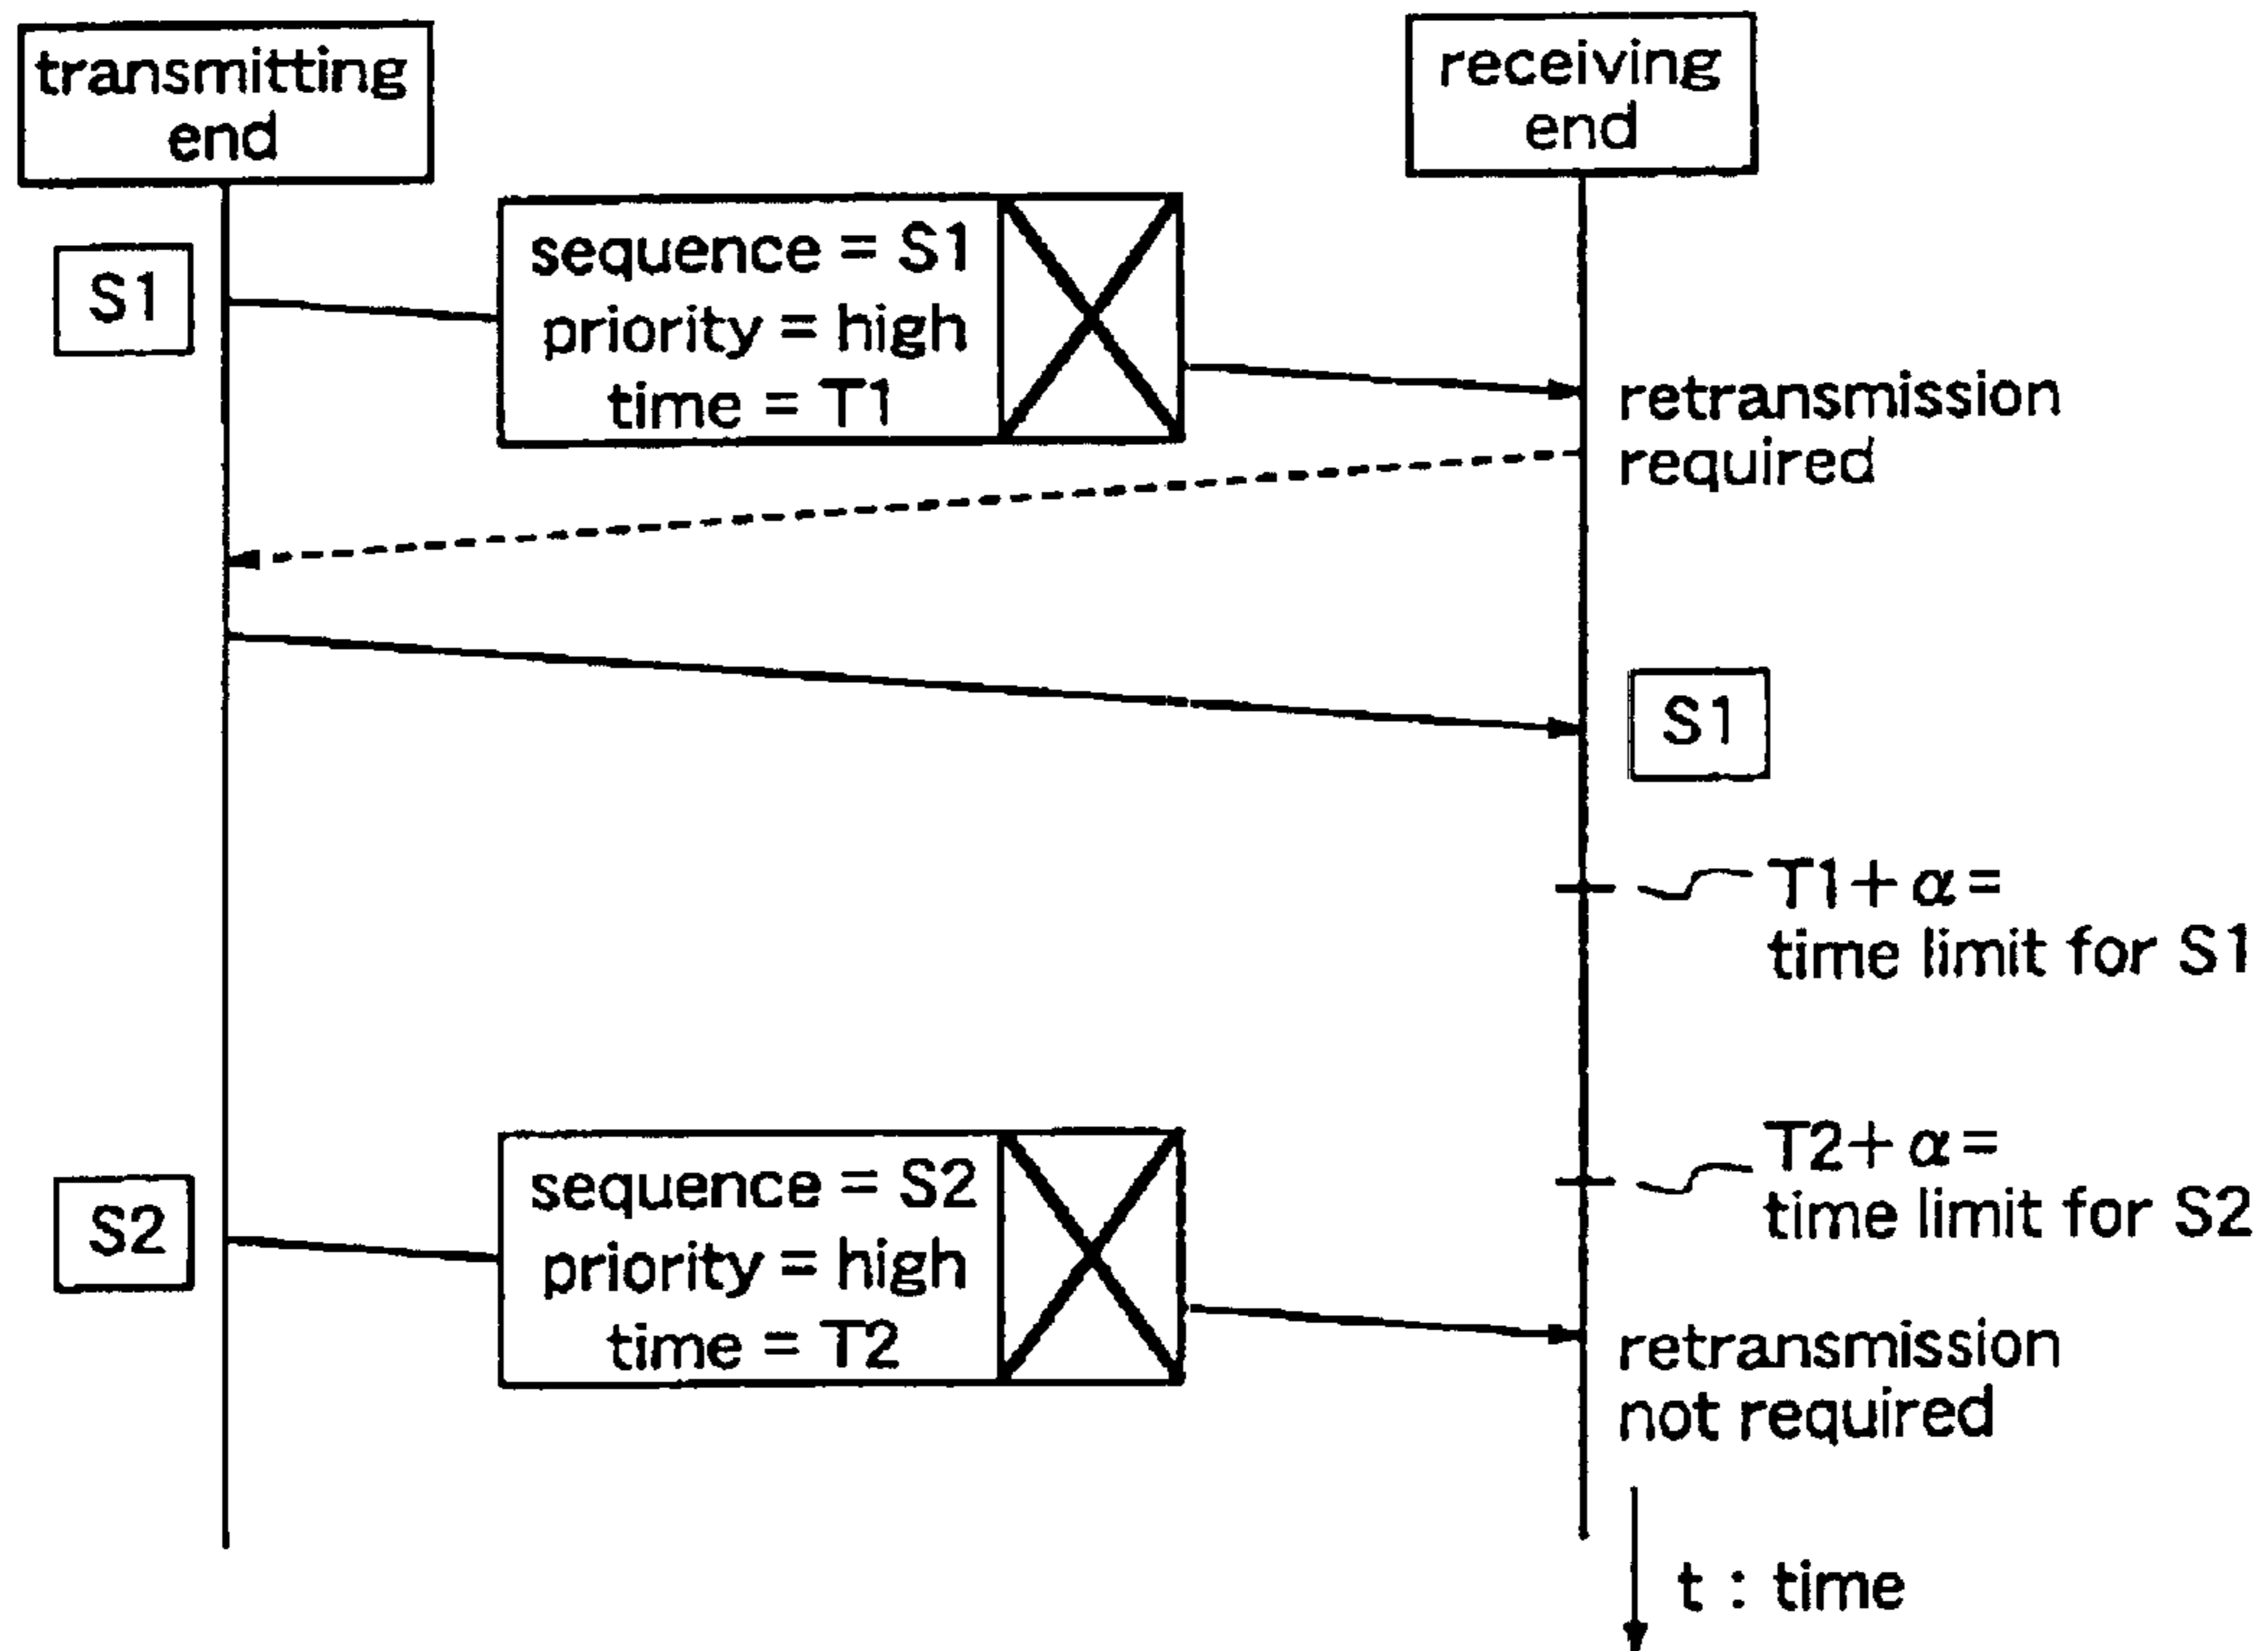 transmitting
end
receiving
end
S1
sequence = S1
priority = high
time = T1
retransmission
required
S1
T1+α=
time limit for S1
T2+α=
time limit for S2
S2
sequence = S2
priority = high
time = T2
retransmission
not required
t : time